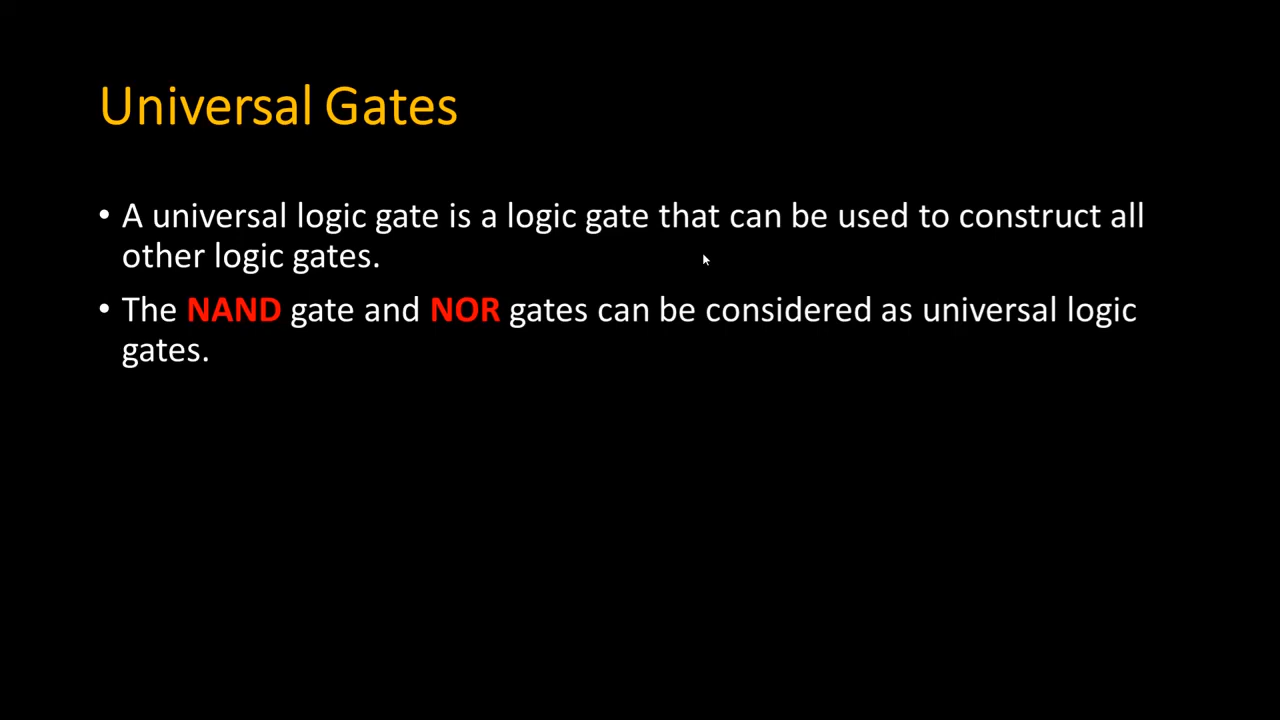 Universal Gates
• A universal logic gate is a logic gate that can be used to construct all
other logic gates.
• The NAND gate and NOR gates can be considered as universal logic
gates.